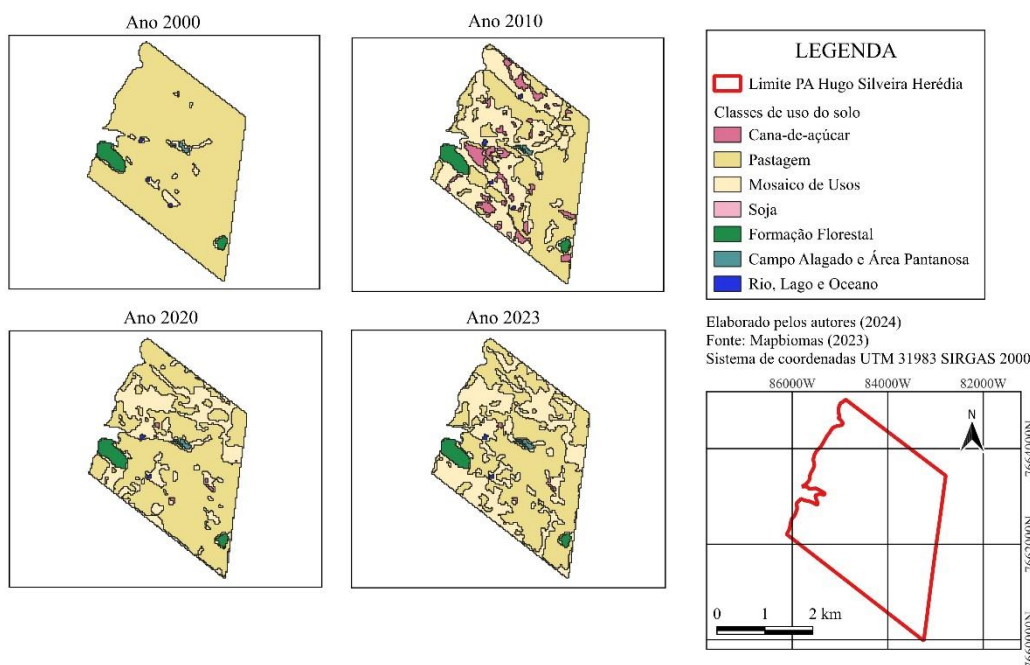 Ano 2000
Ano 2010
LEGENDA
Limite PA Hugo Silveira Herédia
Classes de uso do solo
Cana-de-açúcar
Pastagem
Mosaico de Usos
Soja
Formação Florestal
Campo Alagado e Área Pantanosa
Rio, Lago e Oceano
Ano 2020
Ano 2023
Elaborado pelos autores (2024)
Fonte: Mapbiomas (2023)
Sistema de coordenadas UTM 31983 SIRGAS 2000
86000W 84000W 82000W
N
7664000N
7662000N
7660000N
0 1 2 km